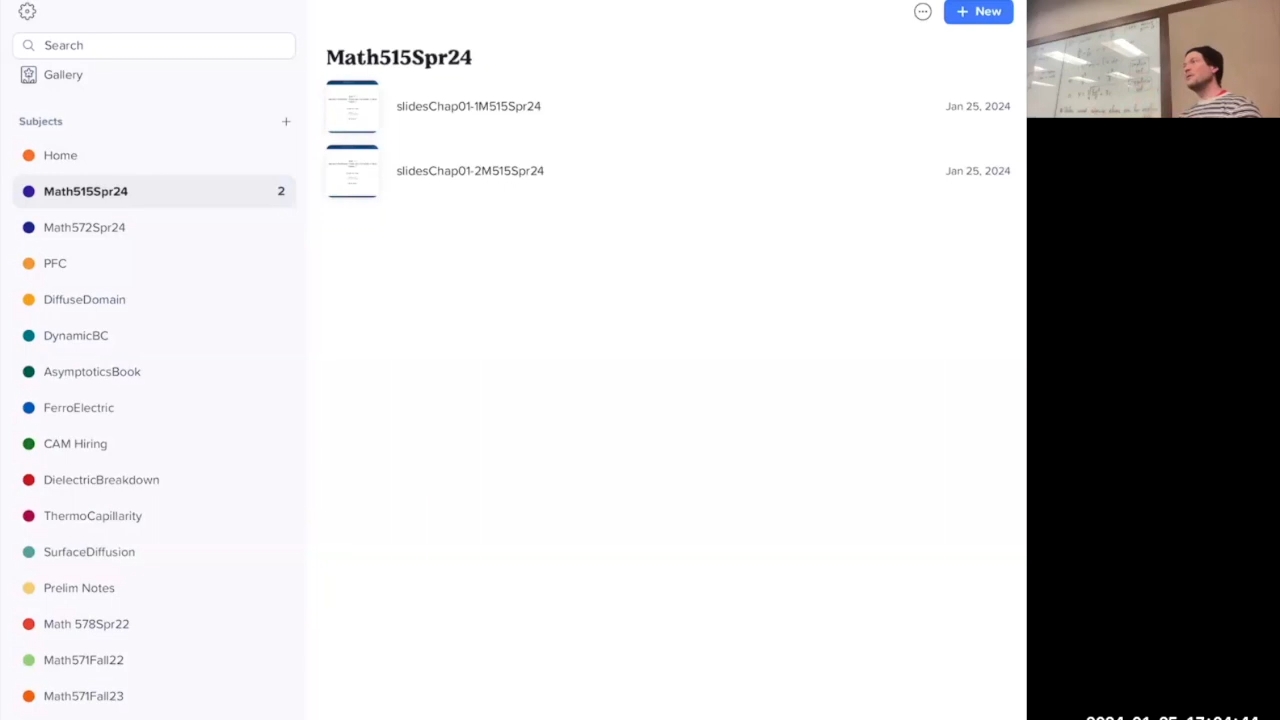 Search
Gallery
Subjects
Home
Math515Spr24 2
Math572Spr24
PFC
DiffuseDomain
DynamicBC
AsymptoticsBook
FerroElectric
CAM Hiring
DielectricBreakdown
ThermoCapillarity
SurfaceDiffusion
Prelim Notes
Math 578Spr22
Math571Fall22
Math571Fall23
+ New
Math515Spr24
slidesChap01-1M515Spr24 Jan 25, 2024
slidesChap01-2M515Spr24 Jan 25, 2024